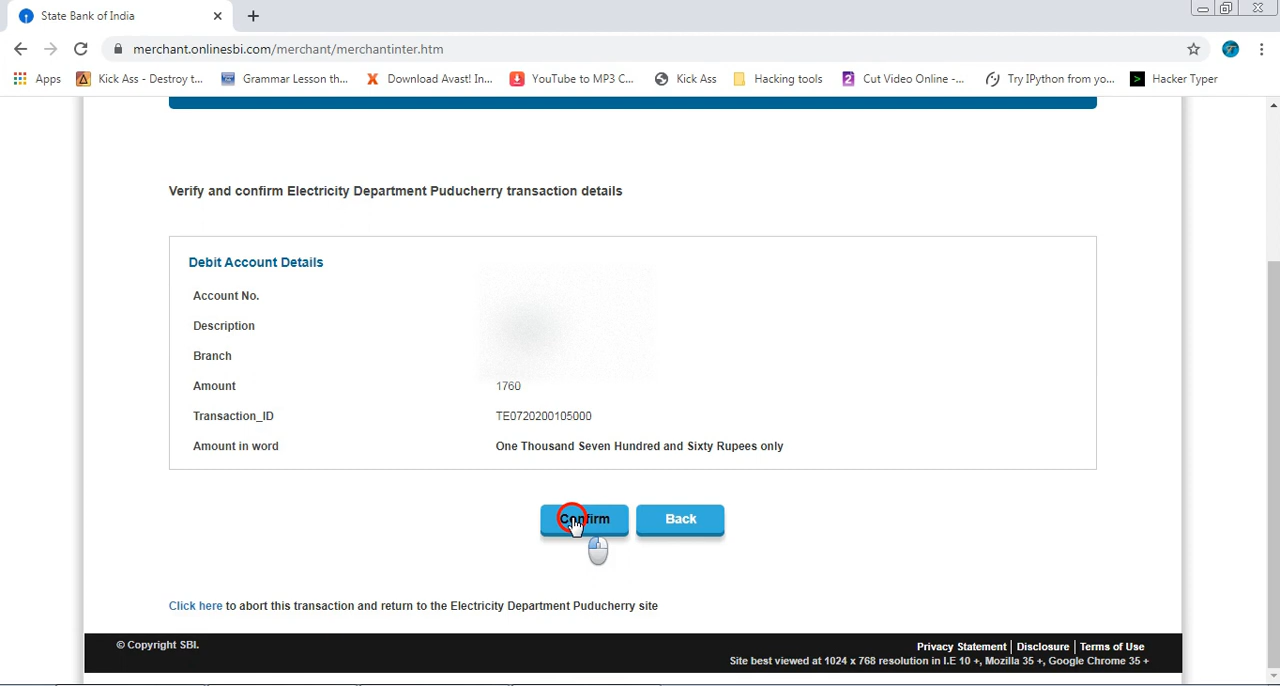 State Bank of India
merchant.onlinesbi.com/merchant/merchantinter.htm
Apps Kick Ass - Destroy t... Grammar Lesson th... Download Avast! In... YouTube to MP3 C... Kick Ass Hacking tools Cut Video Online -... Try IPython from yo... Hacker Typer
Verify and confirm Electricity Department Puducherry transaction details
Debit Account Details
Account No.
Description
Branch
Amount 1760
Transaction_ID TE0720200105000
Amount in word One Thousand Seven Hundred and Sixty Rupees only
Confirm Back
Click here to abort this transaction and return to the Electricity Department Puducherry site
© Copyright SBI. Privacy Statement | Disclosure | Terms of Use
Site best viewed at 1024 x 768 resolution in I.E 10 +, Mozilla 35 +, Google Chrome 35 +